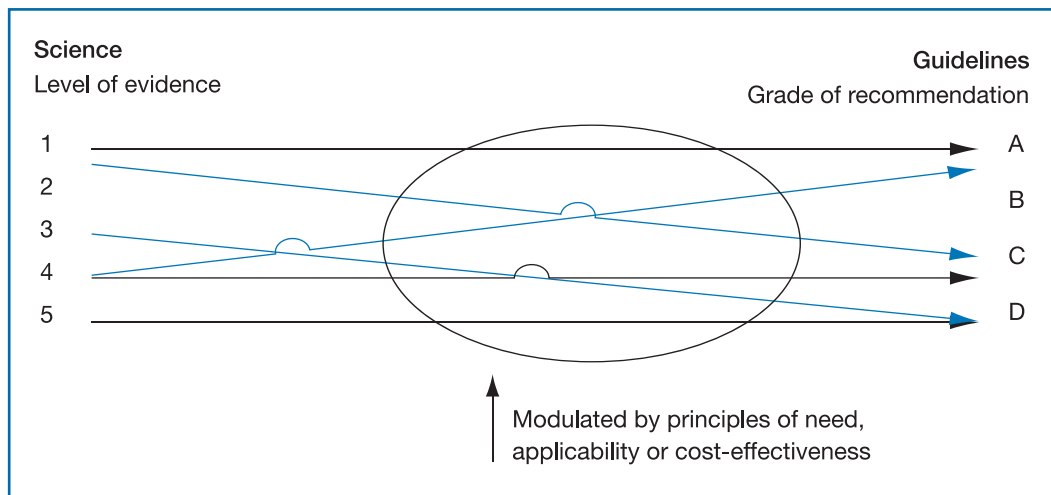 Science
Level of evidence
Guidelines
Grade of recommendation
1
2
3
4
5
A
B
C
D
Modulated by principles of need,
applicability or cost-effectiveness